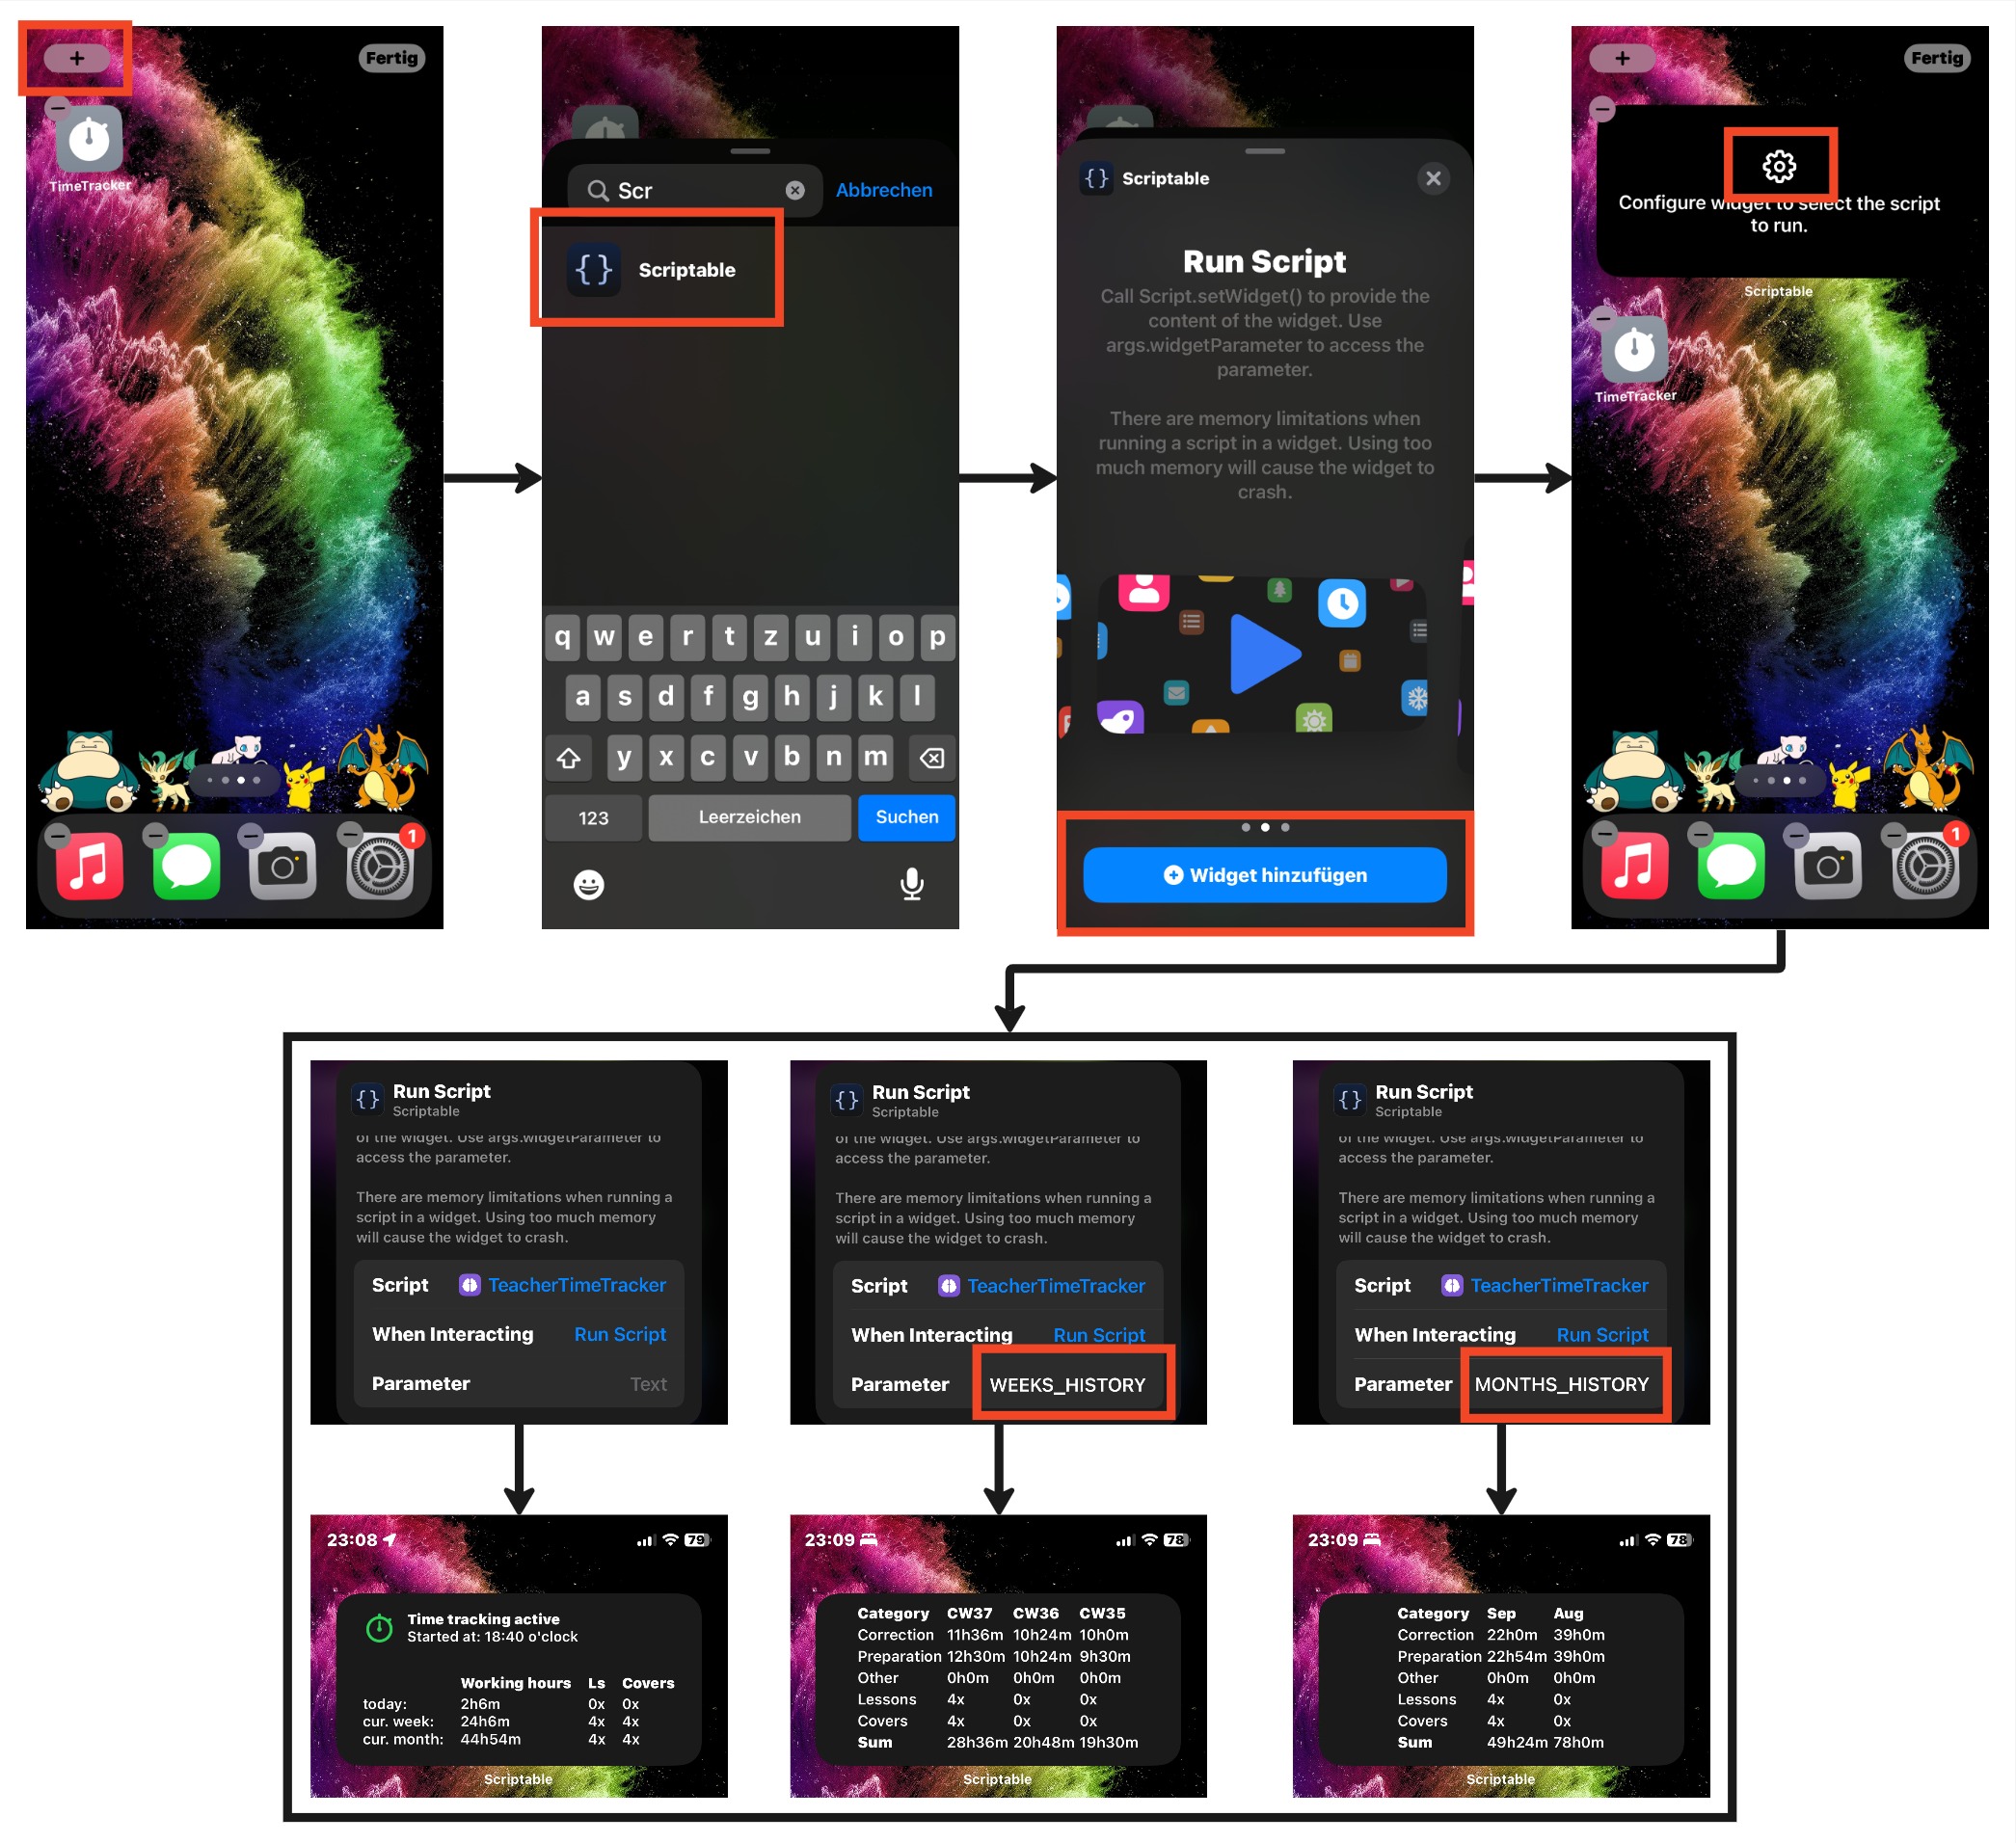 +
Fertig
TimeTracker
1
Scr
Abbrechen
{} Scriptable
q w e r t z u i o p
a s d f g h j k l
y x c v b n m
123
Leerzeichen
Suchen
{} Scriptable
Run Script
Call Script.setWidget() to provide the
content of the widget. Use
args.widgetParameter to access the
parameter.
There are memory limitations when
running a script in a widget. Using too
much memory will cause the widget to
crash.
Widget hinzufügen
+
Fertig
Configure widget to select the script
to run.
Scriptable
TimeTracker
1
{} Run Script
Scriptable
of the widget. Use args.widgetParameter to
access the parameter.
There are memory limitations when running a
script in a widget. Using too much memory
will cause the widget to crash.
Script TeacherTimeTracker
When Interacting Run Script
Parameter Text
{} Run Script
Scriptable
of the widget. Use args.widgetParameter to
access the parameter.
There are memory limitations when running a
script in a widget. Using too much memory
will cause the widget to crash.
Script TeacherTimeTracker
When Interacting Run Script
Parameter WEEKS_HISTORY
{} Run Script
Scriptable
of the widget. Use args.widgetParameter to
access the parameter.
There are memory limitations when running a
script in a widget. Using too much memory
will cause the widget to crash.
Script TeacherTimeTracker
When Interacting Run Script
Parameter MONTHS_HISTORY
23:08 79
Time tracking active
Started at: 18:40 o'clock
Working hours Ls Covers
today: 2h6m 0x 0x
cur. week: 24h6m 4x 4x
cur. month: 44h54m 4x 4x
Scriptable
23:09 78
Category CW37 CW36 CW35
Correction 11h36m 10h24m 10h0m
Preparation 12h30m 10h24m 9h30m
Other 0h0m 0h0m 0h0m
Lessons 4x 0x 0x
Covers 4x 0x 0x
Sum 28h36m 20h48m 19h30m
Scriptable
23:09 78
Category Sep Aug
Correction 22h0m 39h0m
Preparation 22h54m 39h0m
Other 0h0m 0h0m
Lessons 4x 0x
Covers 4x 0x
Sum 49h24m 78h0m
Scriptable